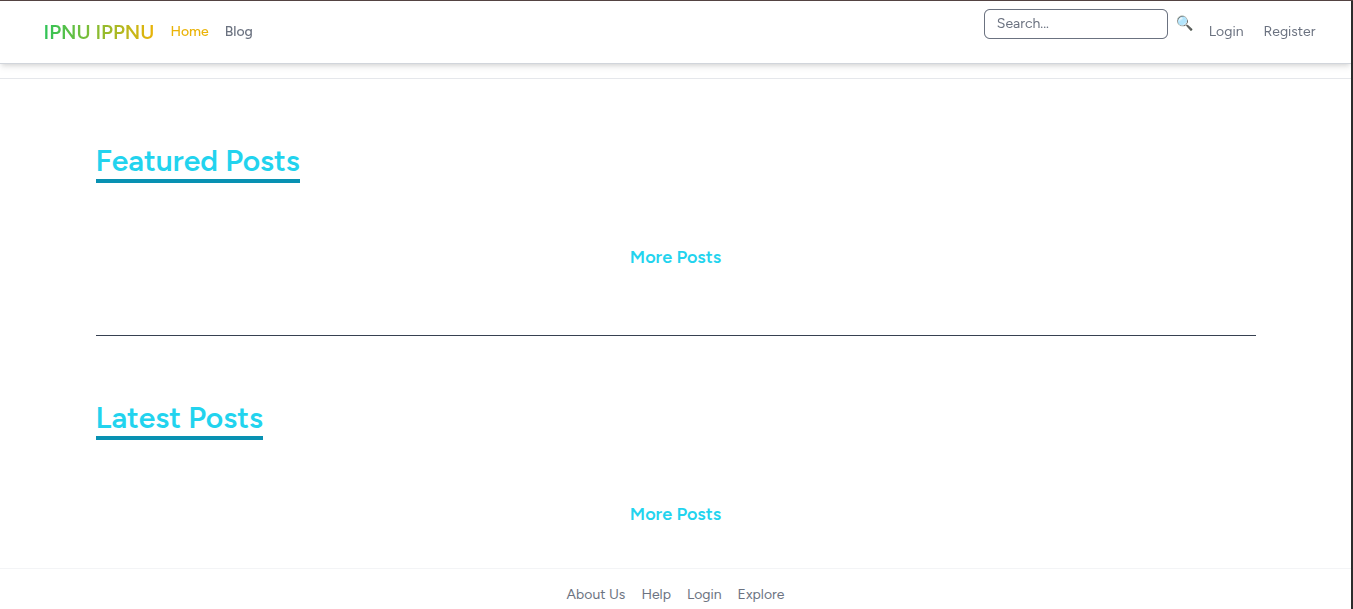 IPNU IPPNU Home Blog Search... Login Register
Featured Posts
More Posts
Latest Posts
More Posts
About Us Help Login Explore